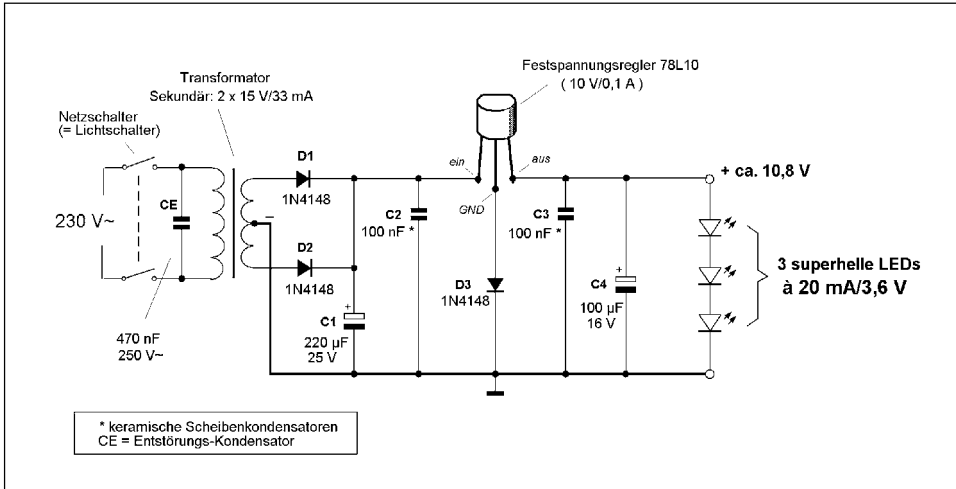 Festspannungsregler 78L10
( 10 V/0,1 A )
Transformator
Sekundär: 2 x 15 V/33 mA
Netzschalter
(= Lichtschalter)
D1
ein
aus
+ ca. 10,8 V
1N4148
GND
CE
C2
100 nF *
C3
100 nF *
230 V~
–
D2
3 superhelle LEDs
à 20 mA/3,6 V
1N4148
D3
1N4148
+
C4
100 µF
16 V
+
C1
220 µF
25 V
470 nF
250 V~
* keramische Scheibenkondensatoren
CE = Entstörungs-Kondensator